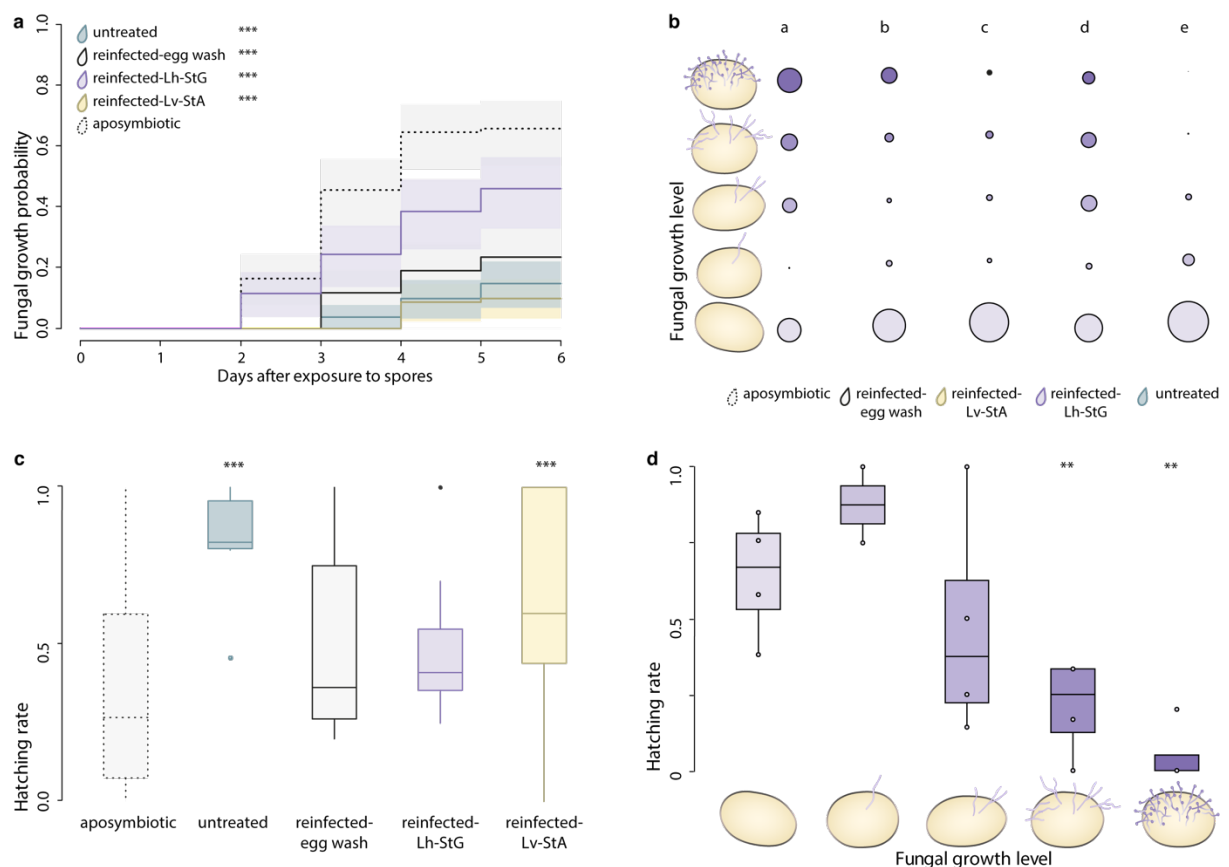 a
1.0
0.8
0.6
0.4
0.2
0.0
Fungal growth probability
untreated ***
reinfected-egg wash ***
reinfected-Lh-StG ***
reinfected-Lv-StA ***
aposymbiotic
0 1 2 3 4 5 6
Days after exposure to spores
b
a b c d e
Fungal growth level
aposymbiotic
reinfected-
egg wash
reinfected-
Lv-StA
reinfected-
Lh-StG
untreated
c
*** ***
1.0
0.5
0.0
Hatching rate
aposymbiotic
untreated
reinfected-
egg wash
reinfected-
Lh-StG
reinfected-
Lv-StA
d
** **
1.0
0.5
0
Hatching rate
Fungal growth level